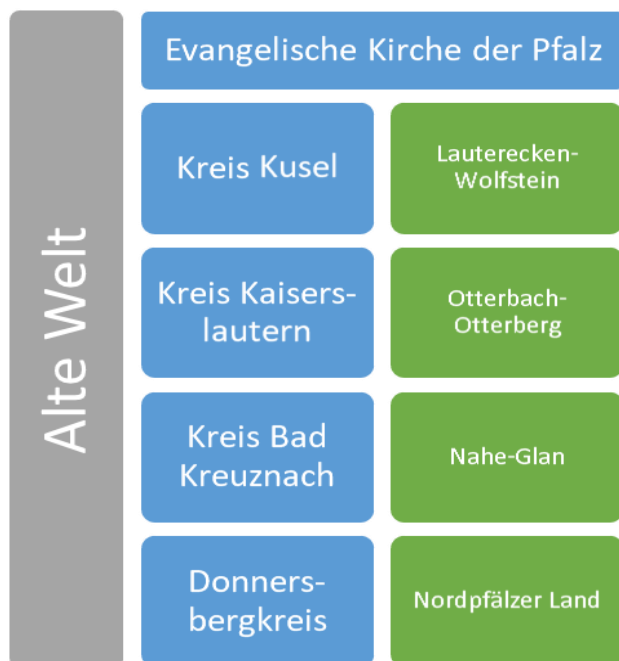 Alte Welt
Evangelische Kirche der Pfalz
Kreis Kusel
Lauterecken-
Wolfstein
Kreis Kaisers-
lautern
Otterbach-
Otterberg
Kreis Bad
Kreuznach
Nahe-Glan
Donners-
bergkreis
Nordpfälzer Land